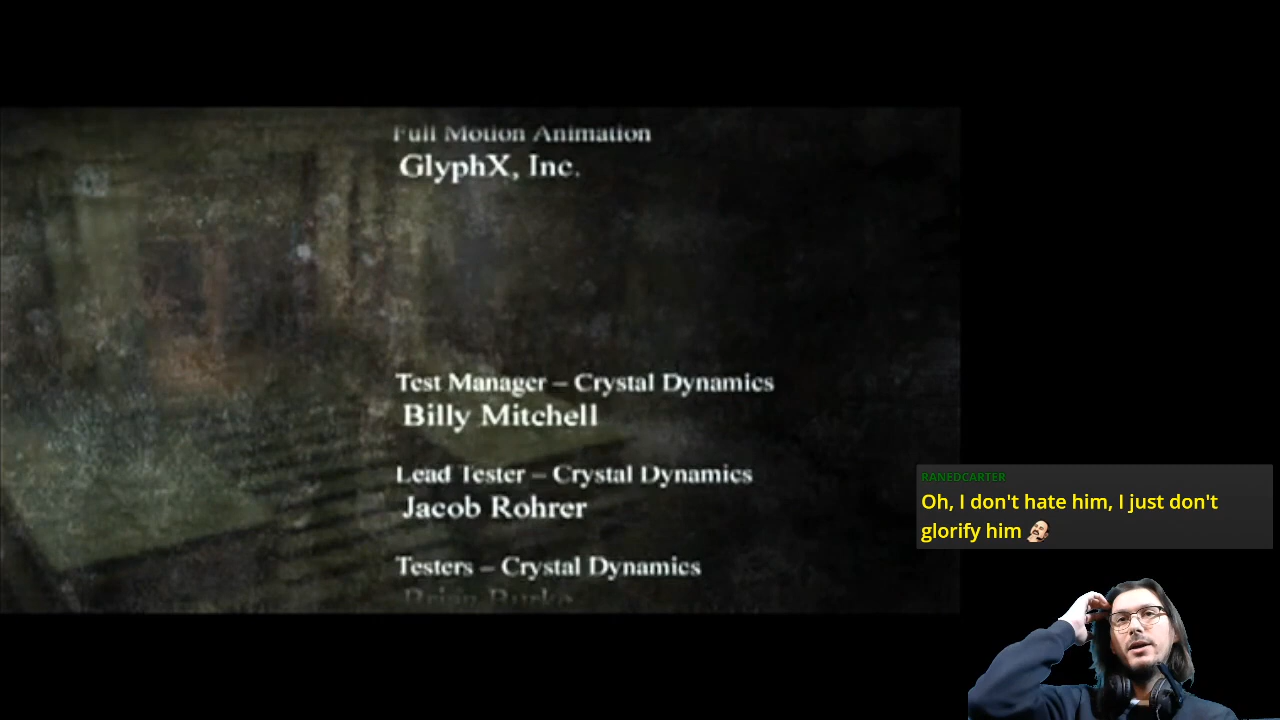 Full Motion Animation
GlyphX, Inc.
Test Manager – Crystal Dynamics
Billy Mitchell
Lead Tester – Crystal Dynamics
Jacob Rohrer
Testers – Crystal Dynamics
RANEDCARTER
Oh, I don't hate him, I just don't
glorify him